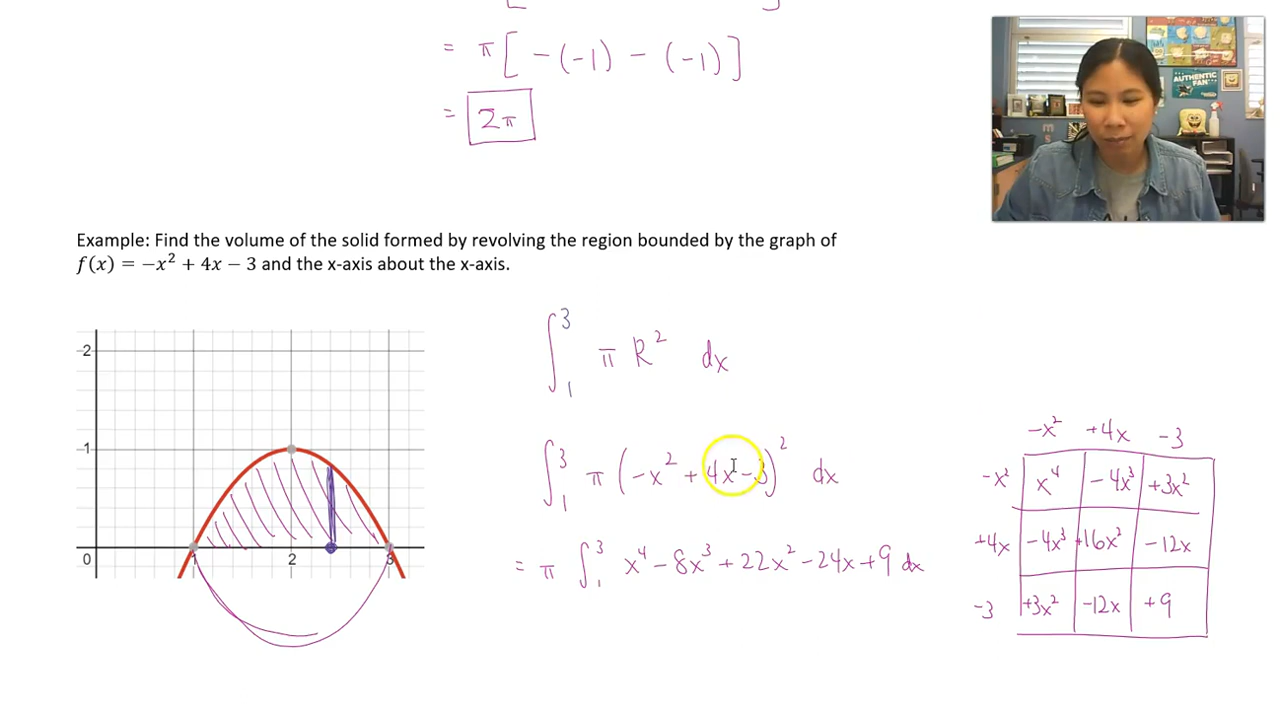 = π[-(-1) - (-1)]
= 2π
AUTHENTIC
FAN
Example: Find the volume of the solid formed by revolving the region bounded by the graph of
f(x) = −x² + 4x − 3 and the x-axis about the x-axis.
2
1
0
1 2 3
∫₁³ π R² dx
∫₁³ π (-x² + 4x - 3)² dx
= π ∫₁³ x⁴ - 8x³ + 22x² - 24x + 9 dx
-x² +4x -3
-x² x⁴ -4x³ +3x²
+4x -4x³ +16x² -12x
-3 +3x² -12x +9